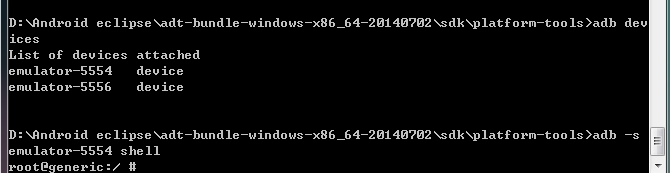 D:\Android eclipse\adt-bundle-windows-x86_64-20140702\sdk\platform-tools>adb dev
ices
List of devices attached
emulator-5554   device
emulator-5556   device
D:\Android eclipse\adt-bundle-windows-x86_64-20140702\sdk\platform-tools>adb -s
emulator-5554 shell
root@generic:/ #